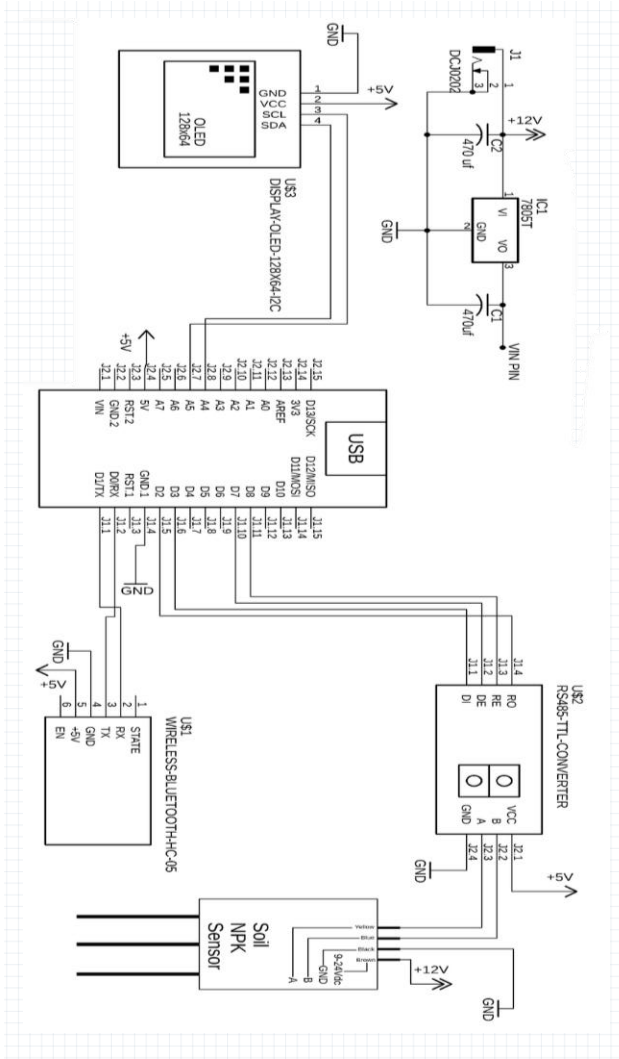 GND
+5V
GND
VCC
SCL
SDA
1
2
3
4
OLED
128x64
U$3
DISPLAY-OLED-128X64-I2C
J1
DCJ0202
1
2
3
+12V
C2
470 uf
IC1
7805T
VI
VO
GND
1
2
3
GND
C1
470uf
VIN PIN
+5V
J2.15
J2.14
J2.13
J2.12
J2.11
J2.10
J2.9
J2.8
J2.7
J2.6
J2.5
J2.4
J2.3
J2.2
J2.1
D13/SCK
3V3
AREF
A0
A1
A2
A3
A4
A5
A6
A7
5V
RST.2
GND.2
VIN
USB
D12/MISO
D11/MOSI
D10
D9
D8
D7
D6
D5
D4
D3
D2
GND.1
RST.1
D0/RX
D1/TX
J1.15
J1.14
J1.13
J1.12
J1.11
J1.10
J1.9
J1.8
J1.7
J1.6
J1.5
J1.4
J1.3
J1.2
J1.1
GND
GND
+5V
1
2
3
4
5
6
STATE
RX
TX
GND
+5V
EN
U$1
WIRELESS-BLUETOOTH-HC-05
U$2
RS485-TTL-CONVERTER
J1.4
J1.3
J1.2
J1.1
RO
RE
DE
DI
VCC
B
A
GND
J2.1
J2.2
J2.3
J2.4
+5V
GND
Soil
NPK
Sensor
Yellow
Blue
Black
Brown
9-24Vdc
GND
B
A
+12V
GND